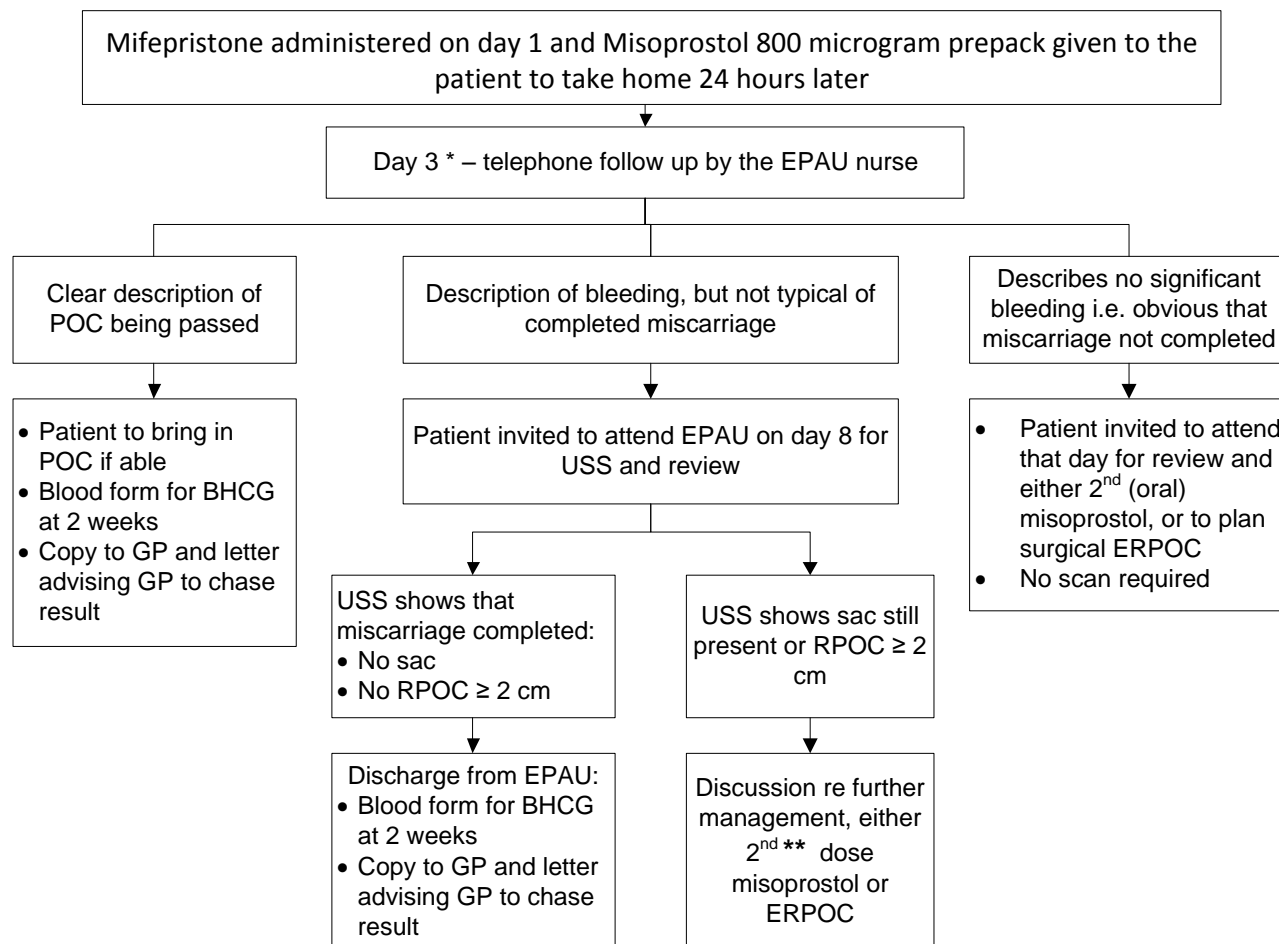 Mifepristone administered on day 1 and Misoprostol 800 microgram prepack given to the
patient to take home 24 hours later
Day 3 * – telephone follow up by the EPAU nurse
Clear description of
POC being passed
Description of bleeding, but not typical of
completed miscarriage
Describes no significant
bleeding i.e. obvious that
miscarriage not completed
• Patient to bring in
POC if able
• Blood form for BHCG
at 2 weeks
• Copy to GP and letter
advising GP to chase
result
Patient invited to attend EPAU on day 8 for
USS and review
• Patient invited to attend
that day for review and
either 2nd (oral)
misoprostol, or to plan
surgical ERPOC
• No scan required
USS shows that
miscarriage completed:
• No sac
• No RPOC ≥ 2 cm
USS shows sac still
present or RPOC ≥ 2
cm
Discharge from EPAU:
• Blood form for BHCG
at 2 weeks
• Copy to GP and letter
advising GP to chase
result
Discussion re further
management, either
2nd ** dose
misoprostol or
ERPOC